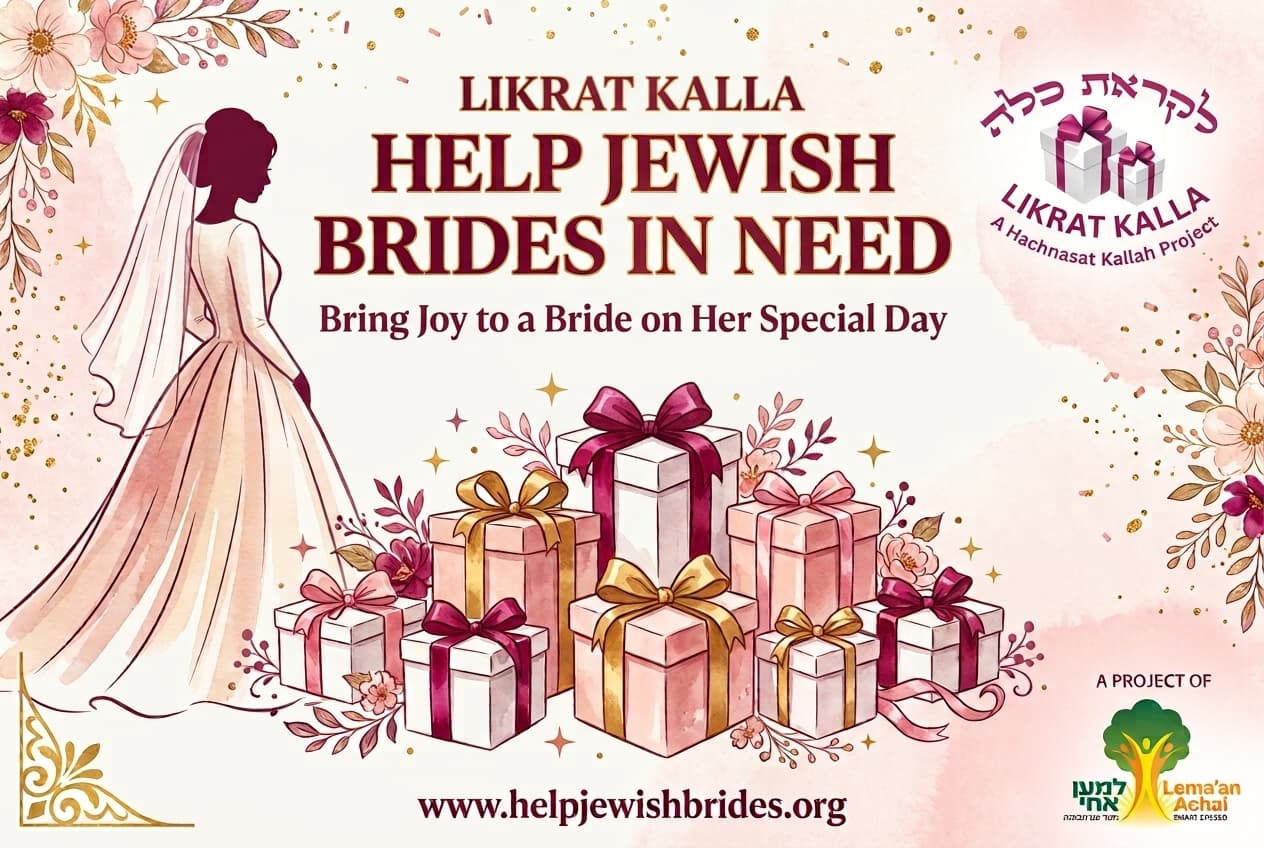 LIKRAT KALLA
HELP JEWISH
BRIDES IN NEED
Bring Joy to a Bride on Her Special Day
לקראת כלה
LIKRAT KALLA
A Hachnasat Kallah Project
A PROJECT OF
למען
אחי
Lema'an
Achai
www.helpjewishbrides.org